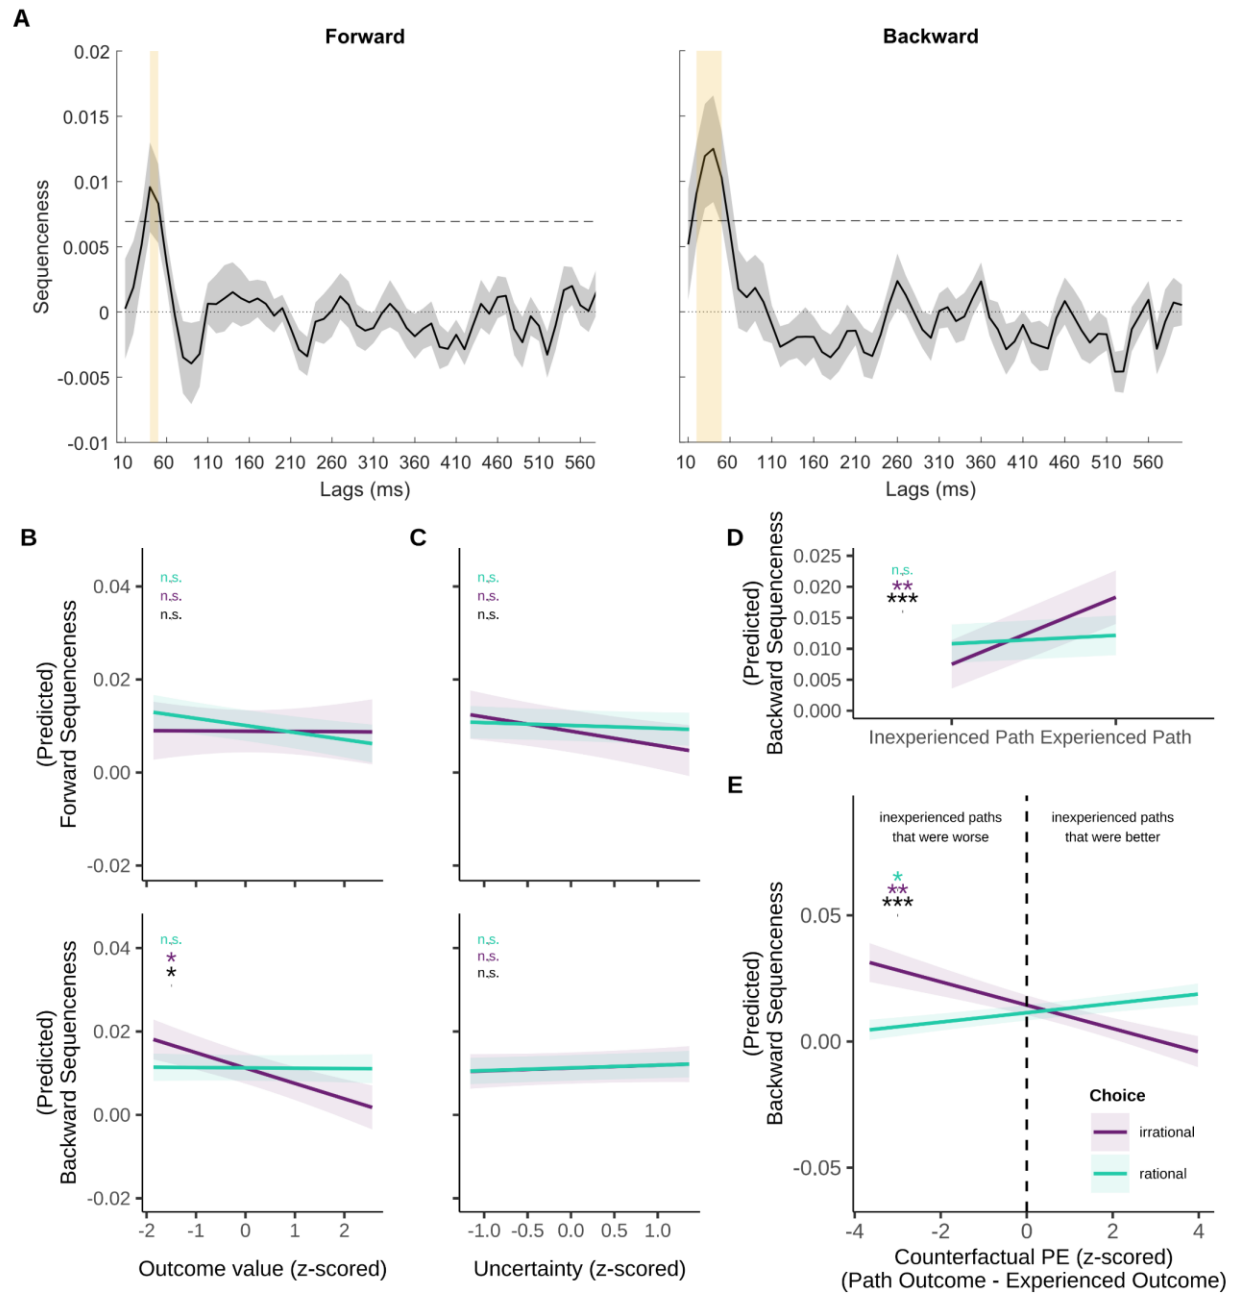 A
Forward
Backward
0.02
0.015
0.01
0.005
0
-0.005
-0.01
Sequenceness
10 60 110 160 210 260 310 360 410 460 510 560
10 60 110 160 210 260 310 360 410 460 510 560
Lags (ms)
Lags (ms)
B
(Predicted)
Forward Sequenceness
0.04
0.02
0.00
-0.02
n.s.
n.s.
n.s.
C
n.s.
n.s.
n.s.
(Predicted)
Backward Sequenceness
0.04
0.02
0.00
-0.02
n.s.
*
*
n.s.
n.s.
n.s.
-2 -1 0 1 2
Outcome value (z-scored)
-1.0 -0.5 0.0 0.5 1.0
Uncertainty (z-scored)
D
(Predicted)
Backward Sequenceness
0.025
0.020
0.015
0.010
0.005
0.000
n.s.
**
***
Inexperienced Path Experienced Path
E
inexperienced paths
that were worse
inexperienced paths
that were better
*
**
***
(Predicted)
Backward Sequenceness
0.05
0.00
-0.05
Choice
irrational
rational
-4 -2 0 2 4
Counterfactual PE (z-scored)
(Path Outcome - Experienced Outcome)